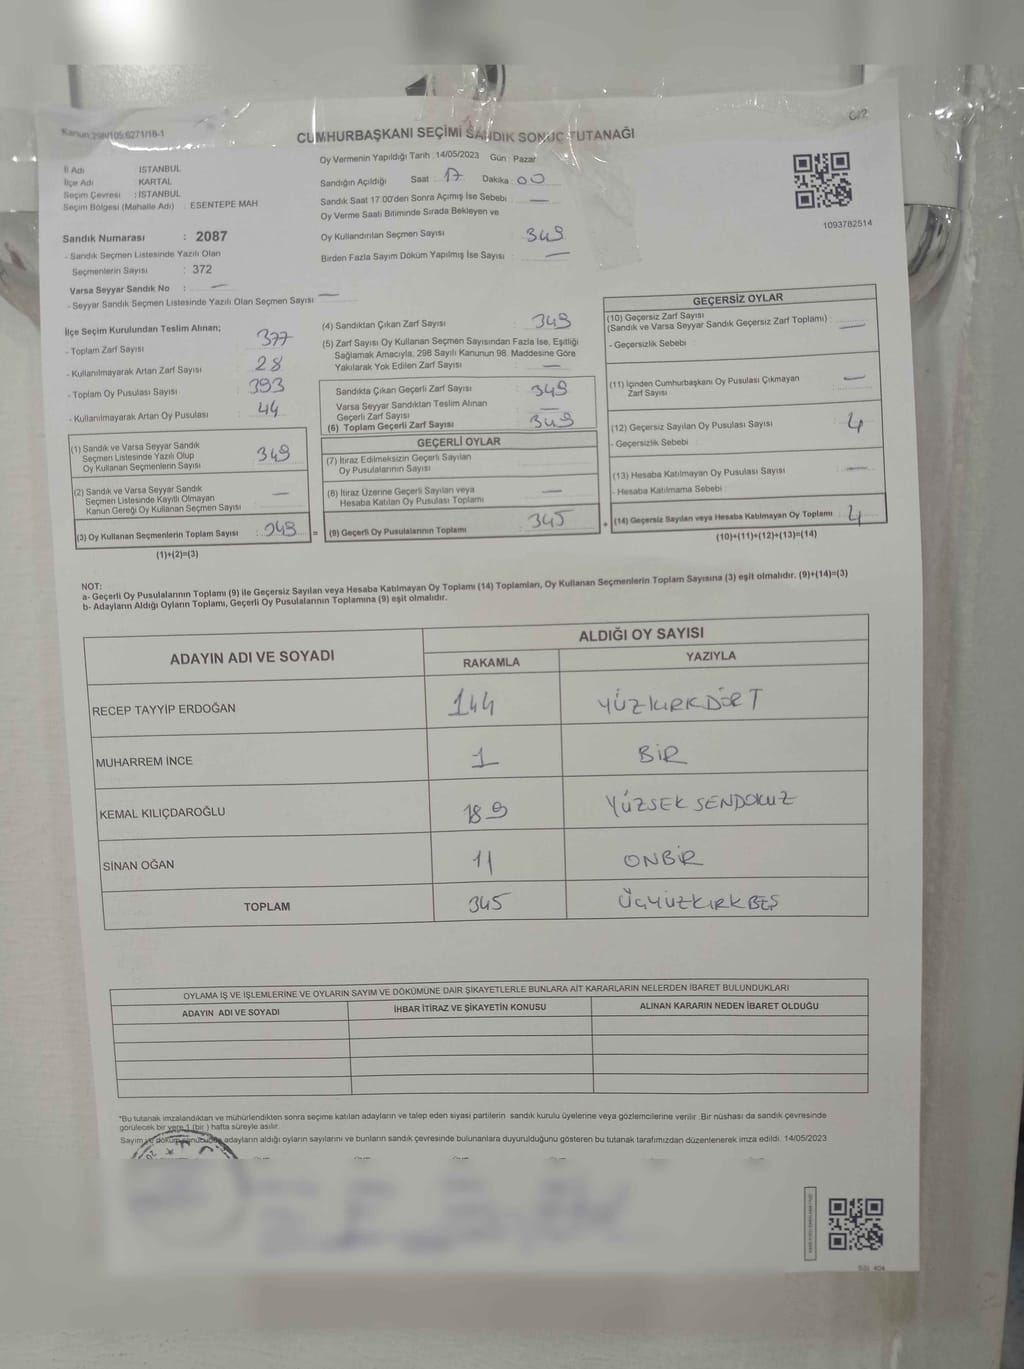 Kanun:298/105:6271/18-1
CUMHURBAŞKANI SEÇİMİ SANDIK SONUÇ TUTANAĞI
İl Adı İSTANBUL
İlçe Adı : KARTAL
Seçim Çevresi : İSTANBUL
Seçim Bölgesi (Mahalle Adı) : ESENTEPE MAH
Sandık Numarası : 2087
- Sandık Seçmen Listesinde Yazılı Olan
Seçmenlerin Sayısı : 372
Varsa Seyyar Sandık No : —
- Seyyar Sandık Seçmen Listesinde Yazılı Olan Seçmen Sayısı —
Oy Vermenin Yapıldığı Tarih : 14/05/2023 Gün : Pazar
Sandığın Açıldığı Saat : 17 Dakika : 00
Sandık Saat 17:00'den Sonra Açımış İse Sebebi : —
Oy Verme Saati Bitiminde Sırada Bekleyen ve
Oy Kullandırılan Seçmen Sayısı 349
Birden Fazla Sayım Döküm Yapılmış İse Sayısı : —
1093782514
İlçe Seçim Kurulundan Teslim Alınan;
- Toplam Zarf Sayısı : 377
- Kullanılmayarak Artan Zarf Sayısı : 28
- Toplam Oy Pusulası Sayısı : 393
- Kullanılmayarak Artan Oy Pusulası : 44
(1) Sandık ve Varsa Seyyar Sandık
Seçmen Listesinde Yazılı Olup
Oy Kullanan Seçmenlerin Sayısı : 349
(2) Sandık ve Varsa Seyyar Sandık
Seçmen Listesinde Kayıtlı Olmayan
Kanun Gereği Oy Kullanan Seçmen Sayısı : —
(3) Oy Kullanan Seçmenlerin Toplam Sayısı : 349 =
(1)+(2)=(3)
(4) Sandıktan Çıkan Zarf Sayısı : 349
(5) Zarf Sayısı Oy Kullanan Seçmen Sayısından Fazla İse, Eşitliği
Sağlamak Amacıyla, 298 Sayılı Kanunun 98. Maddesine Göre
Yakılarak Yok Edilen Zarf Sayısı : —
Sandıkta Çıkan Geçerli Zarf Sayısı : 349
Varsa Seyyar Sandıktan Teslim Alınan
Geçerli Zarf Sayısı : —
(6) Toplam Geçerli Zarf Sayısı : 349
GEÇERLİ OYLAR
(7) İtiraz Edilmeksizin Geçerli Sayılan
Oy Pusulalarının Sayısı :
(8) İtiraz Üzerine Geçerli Sayılan veya
Hesaba Katılan Oy Pusulası Toplamı : —
(9) Geçerli Oy Pusulalarının Toplamı : 345 +
GEÇERSİZ OYLAR
(10) Geçersiz Zarf Sayısı
(Sandık ve Varsa Seyyar Sandık Geçersiz Zarf Toplamı) : —
- Geçersizlik Sebebi :
(11) İçinden Cumhurbaşkanı Oy Pusulası Çıkmayan
Zarf Sayısı : —
(12) Geçersiz Sayılan Oy Pusulası Sayısı : 4
- Geçersizlik Sebebi :
(13) Hesaba Katılmayan Oy Pusulası Sayısı : —
- Hesaba Katılmama Sebebi :
(14) Geçersiz Sayılan veya Hesaba Katılmayan Oy Toplamı 4
(10)+(11)+(12)+(13)=(14)
NOT:
a- Geçerli Oy Pusulalarının Toplamı (9) ile Geçersiz Sayılan veya Hesaba Katılmayan Oy Toplamı (14) Toplamları, Oy Kullanan Seçmenlerin Toplam Sayısına (3) eşit olmalıdır. (9)+(14)=(3)
b- Adayların Aldığı Oyların Toplamı, Geçerli Oy Pusulalarının Toplamına (9) eşit olmalıdır.
ADAYIN ADI VE SOYADI ALDIĞI OY SAYISI
RAKAMLA YAZIYLA
RECEP TAYYİP ERDOĞAN 144 YÜZKIRKDÖRT
MUHARREM İNCE 1 BİR
KEMAL KILIÇDAROĞLU 189 YÜZSEKSENDOKUZ
SİNAN OĞAN 11 ONBİR
TOPLAM 345 ÜÇYÜZKIRKBEŞ
OYLAMA İŞ VE İŞLEMLERİNE VE OYLARIN SAYIM VE DÖKÜMÜNE DAİR ŞİKAYETLERLE BUNLARA AİT KARARLARIN NELERDEN İBARET BULUNDUKLARI
ADAYIN ADI VE SOYADI İHBAR İTİRAZ VE ŞİKAYETİN KONUSU ALINAN KARARIN NEDEN İBARET OLDUĞU
*Bu tutanak imzalandıktan ve mühürlendikten sonra seçime katılan adayların ve talep eden siyasi partilerin sandık kurulu üyelerine veya gözlemcilerine verilir .Bir nüshası da sandık çevresinde
görülecek bir yere 1 (bir ) hafta süreyle asılır.
Sayım ve döküm sonucunda adayların aldığı oyların sayılarını ve bunların sandık çevresinde bulunanlara duyurulduğunu gösteren bu tutanak tarafımızdan düzenlenerek imza edildi. 14/05/2023